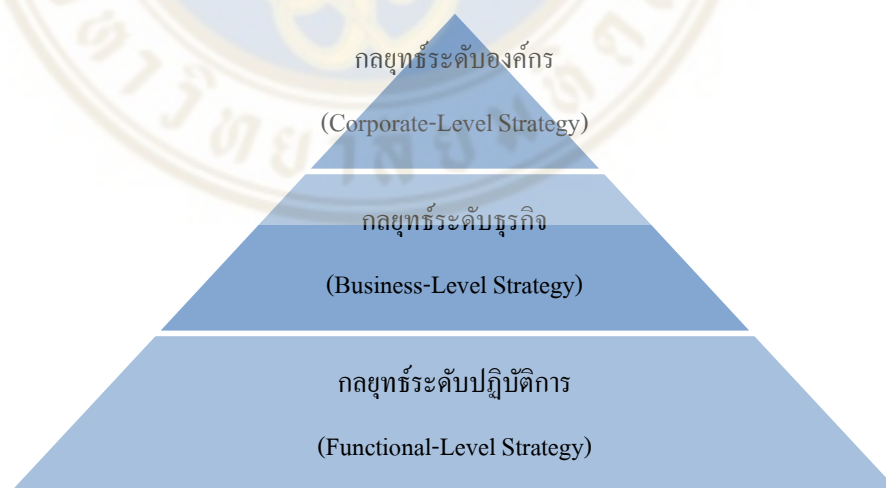 กลยุทธ์ระดับองค์กร
(Corporate-Level Strategy)
กลยุทธ์ระดับธุรกิจ
(Business-Level Strategy)
กลยุทธ์ระดับปฏิบัติการ
(Functional-Level Strategy)